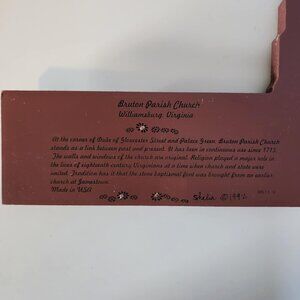 Bruton Parish Church
Williamsburg, Virginia
At the corner of Duke of Gloucester Street and Palace Green, Bruton Parish Church
stands as a link between past and present. It has been in continuous use since 1715.
The walls and windows of the church are original. Religion played a major role in
the lives of eighteenth century Virginians at a time when church and state were
united. Tradition has it that the stone baptismal font was brought from an earlier
church at Jamestown.
Made in USA
Sheila ©1992